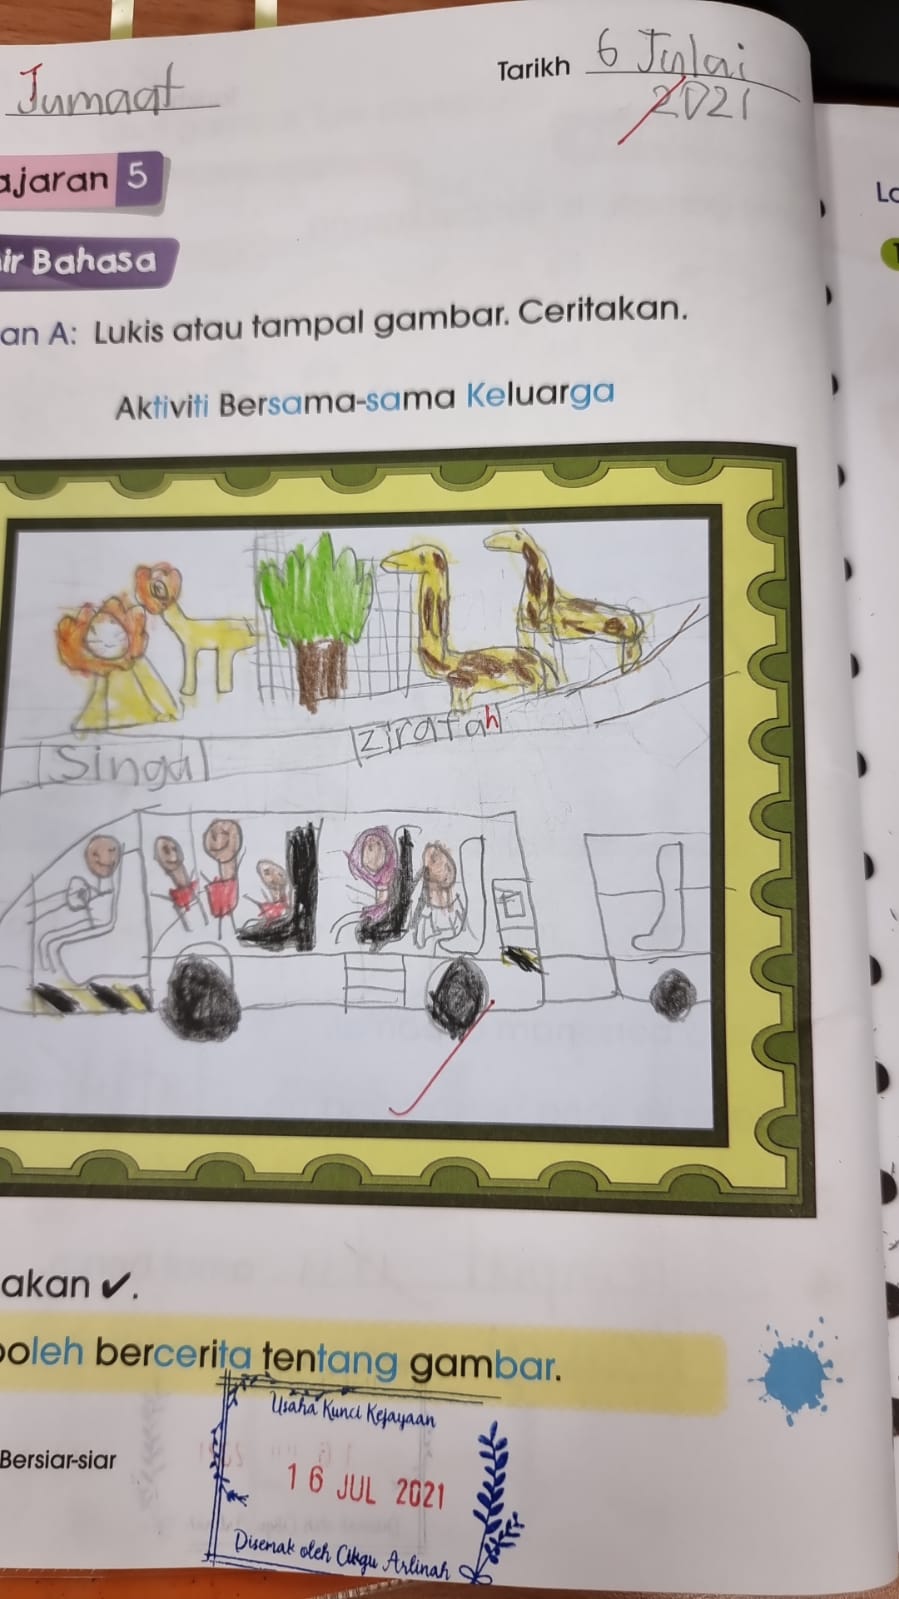 Jumaat
Tarikh 6 Julai
2021
ajaran 5
ir Bahasa
an A: Lukis atau tampal gambar. Ceritakan.
Aktiviti Bersama-sama Keluarga
Singa
zirafah
akan ✔.
boleh bercerita tentang gambar.
Usaha Kunci Kejayaan
Bersiar-siar
16 JUL 2021
Disemak oleh Cikgu Arlinah